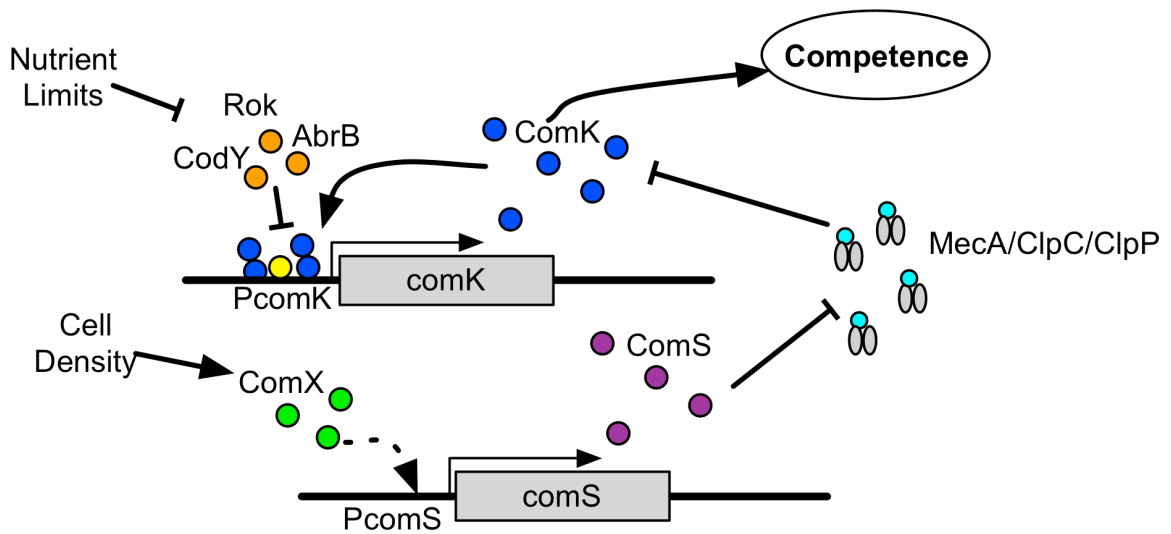 Nutrient
Limits
Rok
CodY
AbrB
ComK
Competence
PcomK
comK
MecA/ClpC/ClpP
Cell
Density
ComX
ComS
PcomS
comS